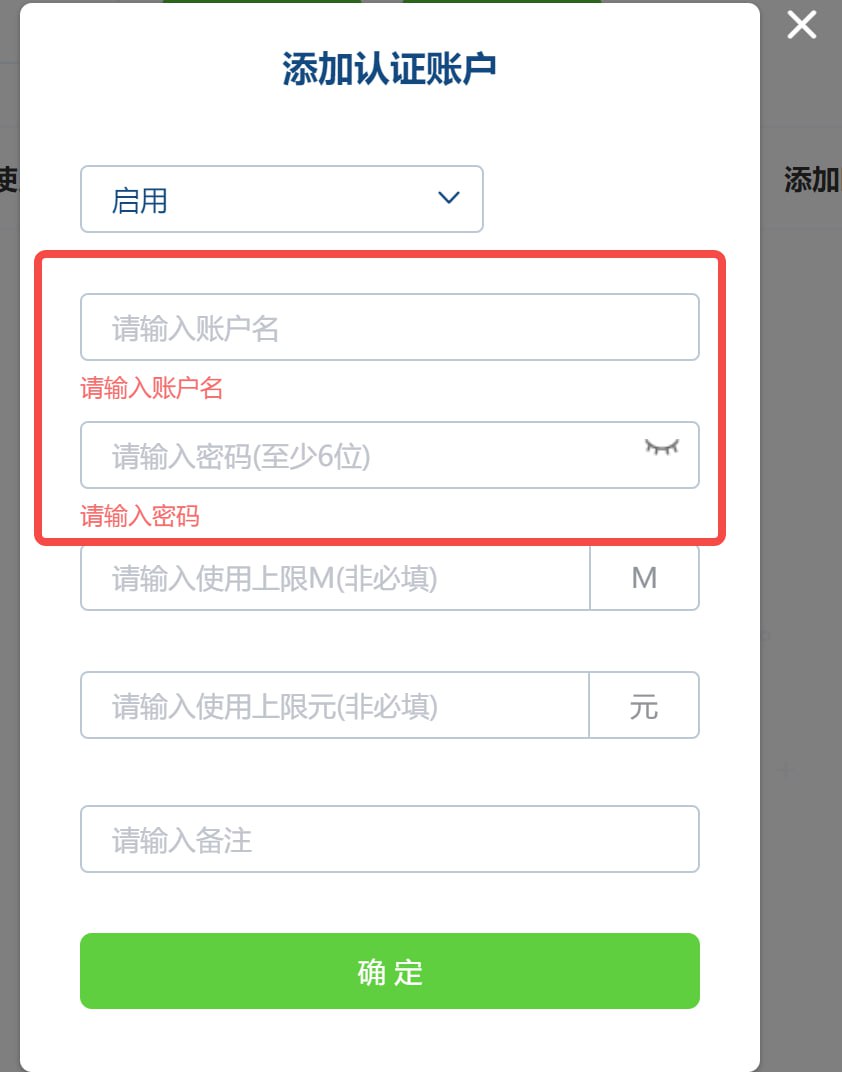 添加认证账户
使
添加
启用
请输入账户名
请输入账户名
请输入密码(至少6位)
请输入密码
请输入使用上限M(非必填)
M
请输入使用上限元(非必填)
元
请输入备注
确 定